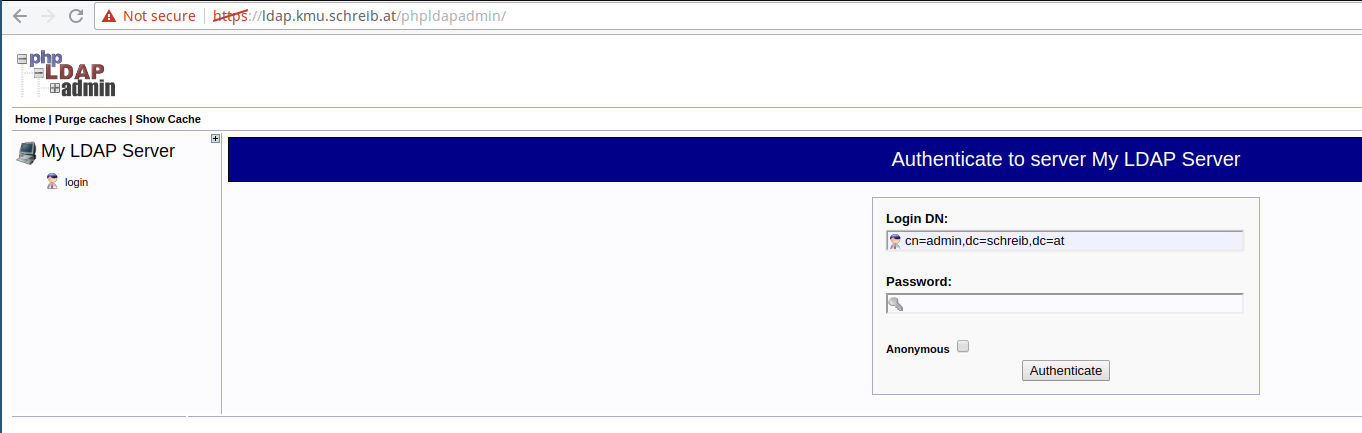 Not secure | https://ldap.kmu.schreib.at/phpldapadmin/
php
LDAP
admin
Home | Purge caches | Show Cache
My LDAP Server
login
Authenticate to server My LDAP Server
Login DN:
cn=admin,dc=schreib,dc=at
Password:
Anonymous
Authenticate